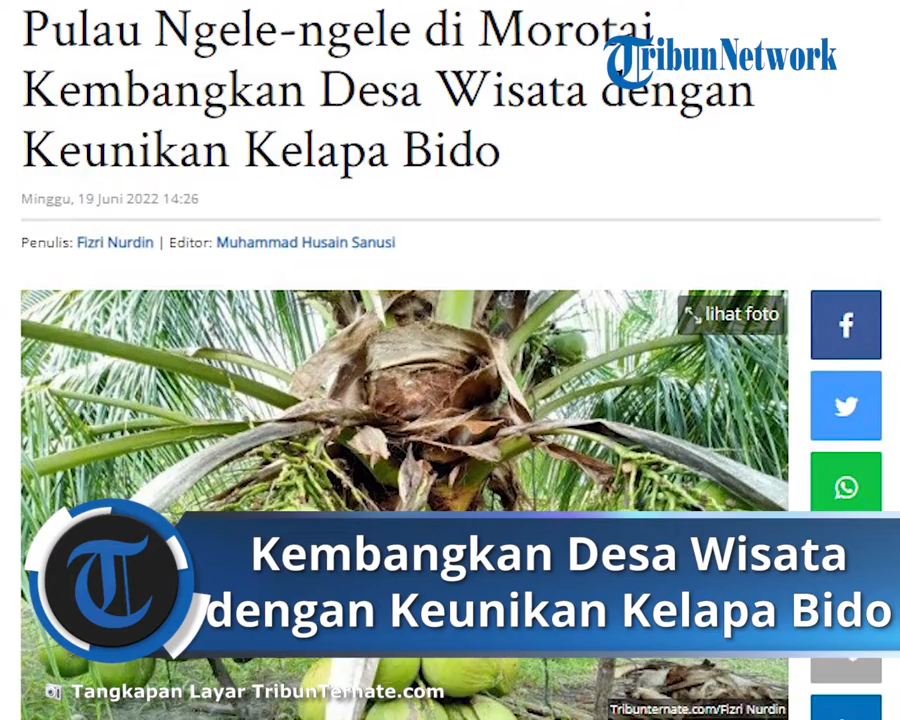 Pulau Ngele-ngele di Morotai
TribunNetwork
Kembangkan Desa Wisata dengan
Keunikan Kelapa Bido
Minggu, 19 Juni 2022 14:26
Penulis: Fizri Nurdin | Editor: Muhammad Husain Sanusi
lihat foto
f
Kembangkan Desa Wisata
dengan Keunikan Kelapa Bido
T
Tangkapan Layar TribunTernate.com
Tribunternate.com/Fizri Nurdin